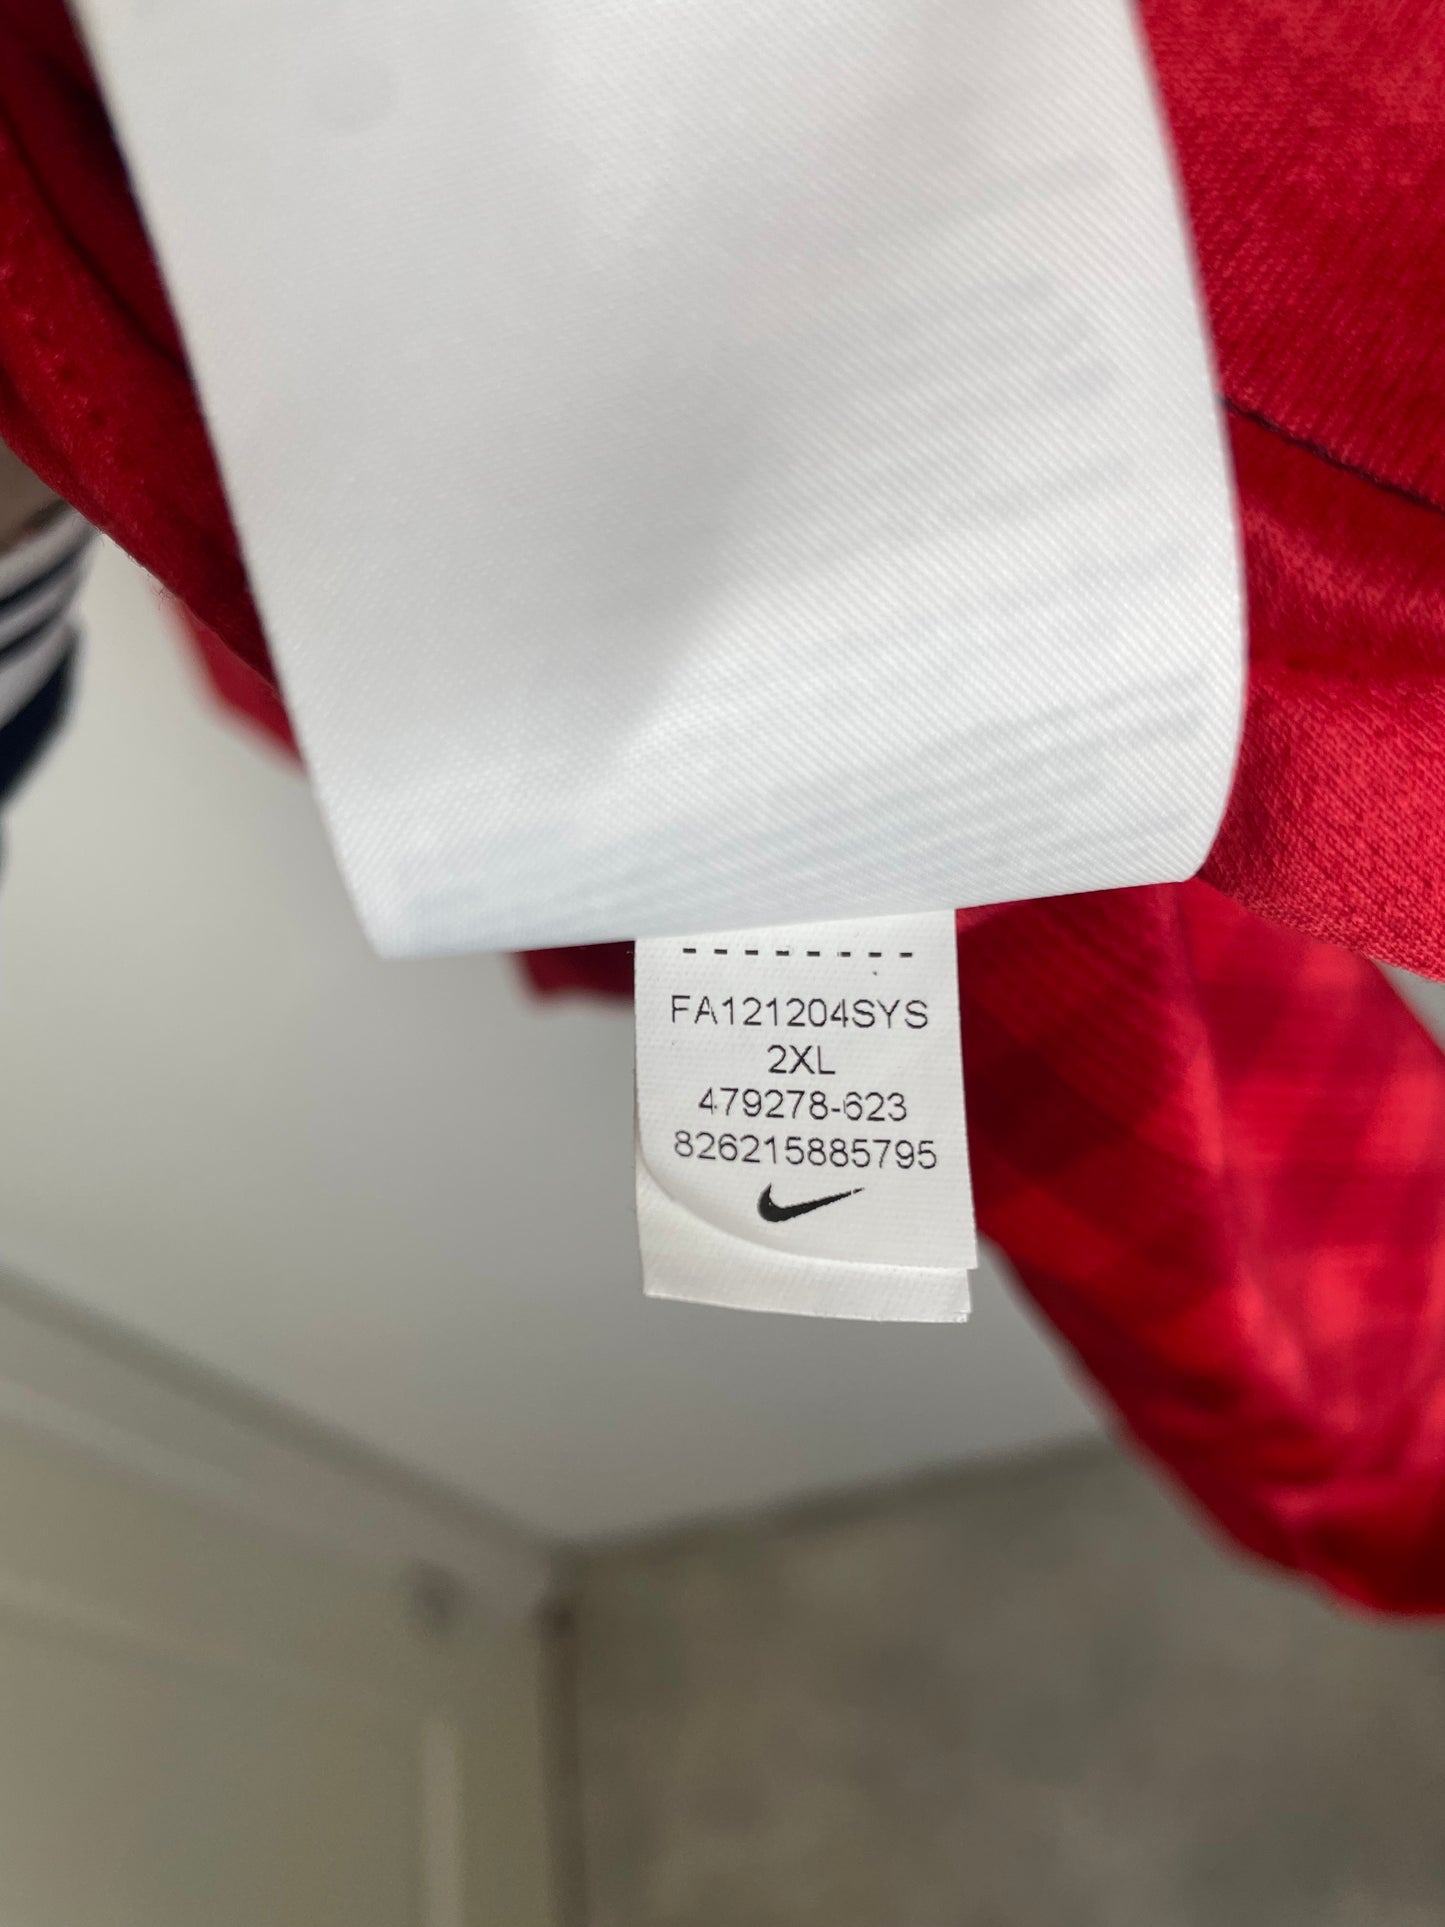 --------
FA121204SYS
2XL
479278-623
826215885795